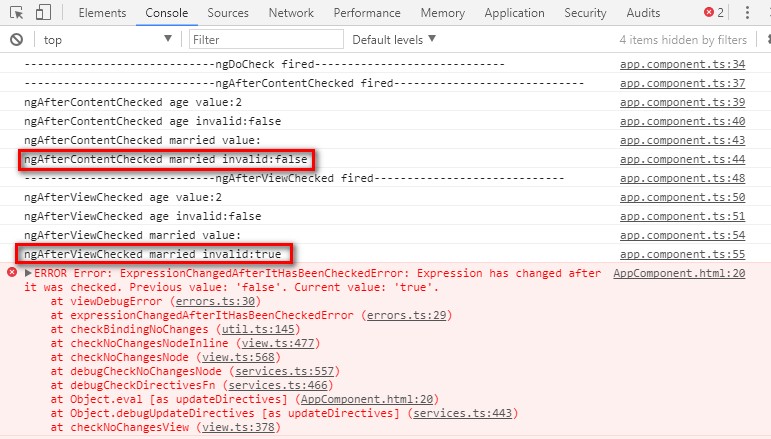 Elements Console Sources Network Performance Memory Application Security Audits 2
top Filter Default levels 4 items hidden by filters
----------------------------ngDoCheck fired---------------------------- app.component.ts:34
----------------------------ngAfterContentChecked fired---------------------------- app.component.ts:37
ngAfterContentChecked age value:2 app.component.ts:39
ngAfterContentChecked age invalid:false app.component.ts:40
ngAfterContentChecked married value: app.component.ts:43
ngAfterContentChecked married invalid:false app.component.ts:44
----------------------------ngAfterViewChecked fired---------------------------- app.component.ts:48
ngAfterViewChecked age value:2 app.component.ts:50
ngAfterViewChecked age invalid:false app.component.ts:51
ngAfterViewChecked married value: app.component.ts:54
ngAfterViewChecked married invalid:true app.component.ts:55
▶ERROR Error: ExpressionChangedAfterItHasBeenCheckedError: Expression has changed after AppComponent.html:20
it was checked. Previous value: 'false'. Current value: 'true'.
at viewDebugError (errors.ts:30)
at expressionChangedAfterItHasBeenCheckedError (errors.ts:29)
at checkBindingNoChanges (util.ts:145)
at checkNoChangesNodeInline (view.ts:477)
at checkNoChangesNode (view.ts:568)
at debugCheckNoChangesNode (services.ts:557)
at debugCheckDirectivesFn (services.ts:466)
at Object.eval [as updateDirectives] (AppComponent.html:20)
at Object.debugUpdateDirectives [as updateDirectives] (services.ts:443)
at checkNoChangesView (view.ts:378)